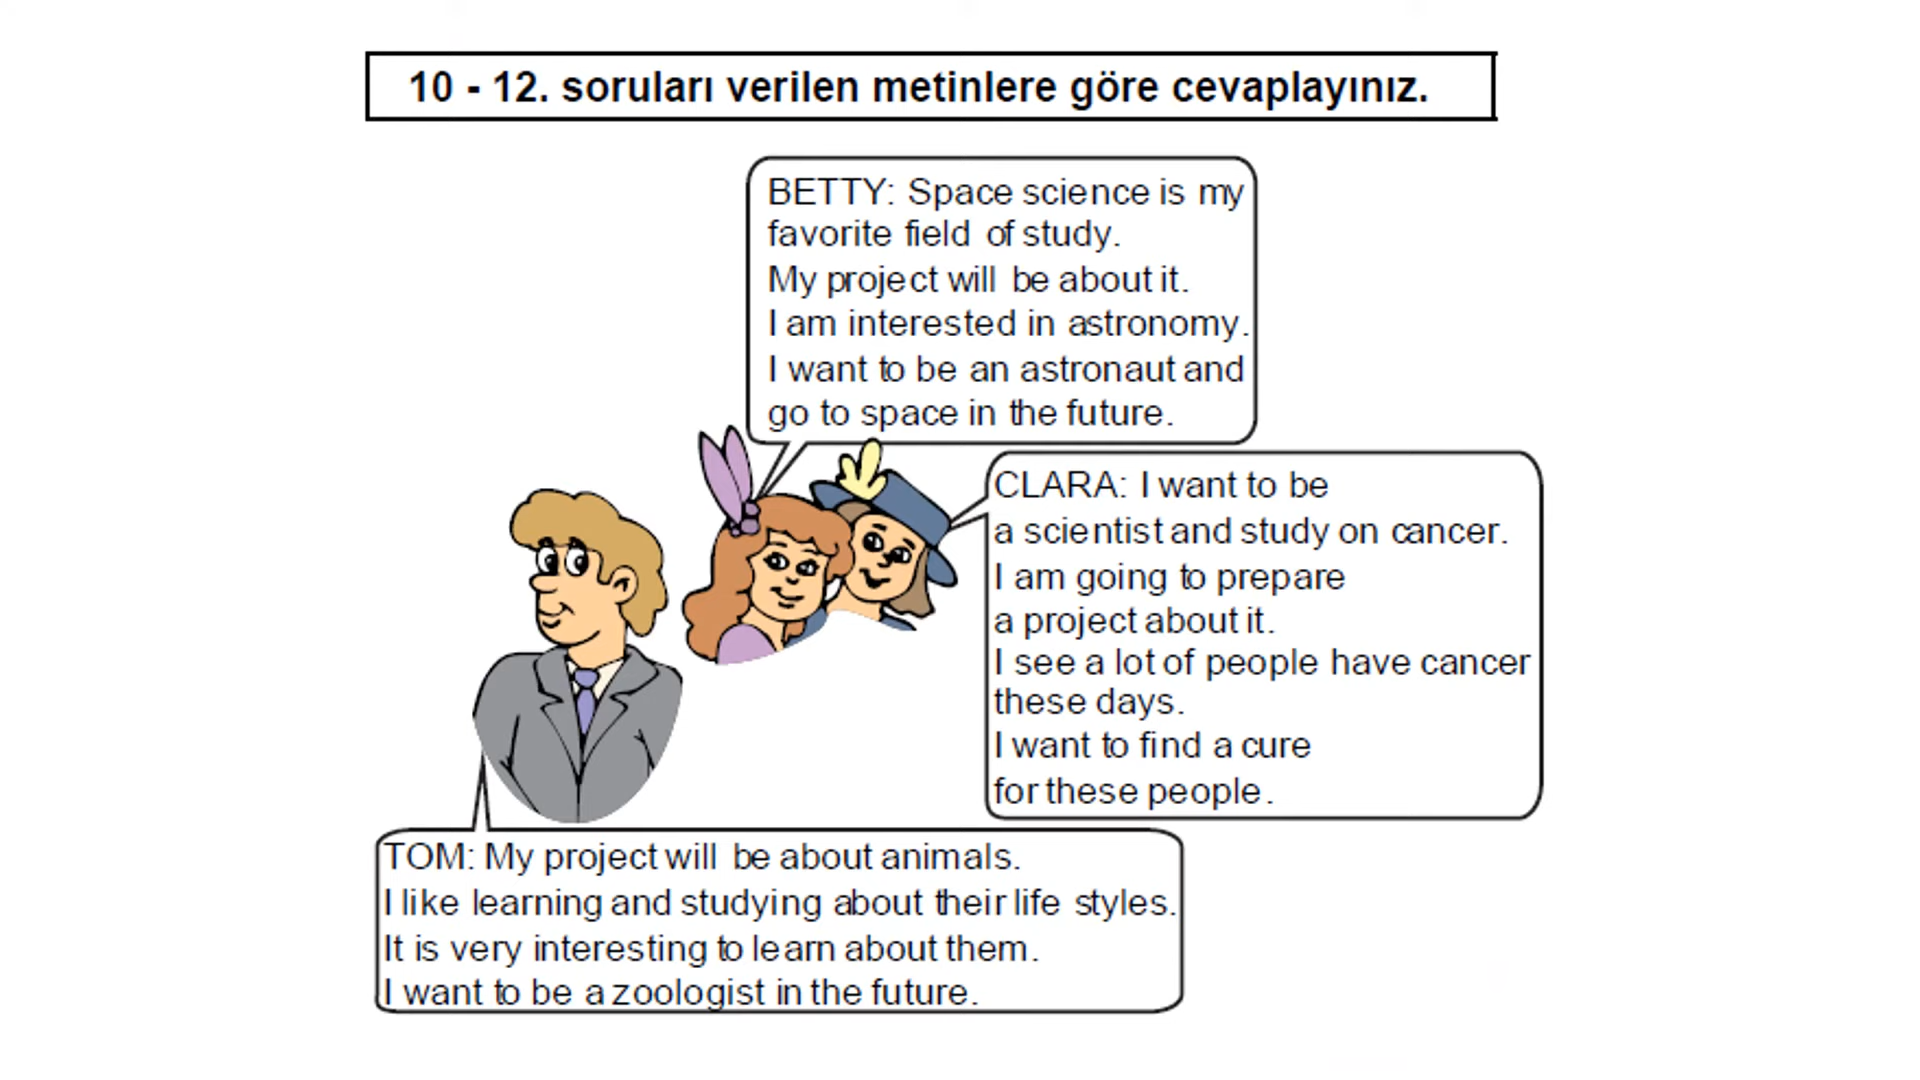 10 - 12. soruları verilen metinlere göre cevaplayınız.
BETTY: Space science is my
favorite field of study.
My project will be about it.
I am interested in astronomy.
I want to be an astronaut and
go to space in the future.
CLARA: I want to be
a scientist and study on cancer.
I am going to prepare
a project about it.
I see a lot of people have cancer
these days.
I want to find a cure
for these people.
TOM: My project will be about animals.
I like learning and studying about their life styles.
It is very interesting to learn about them.
I want to be a zoologist in the future.